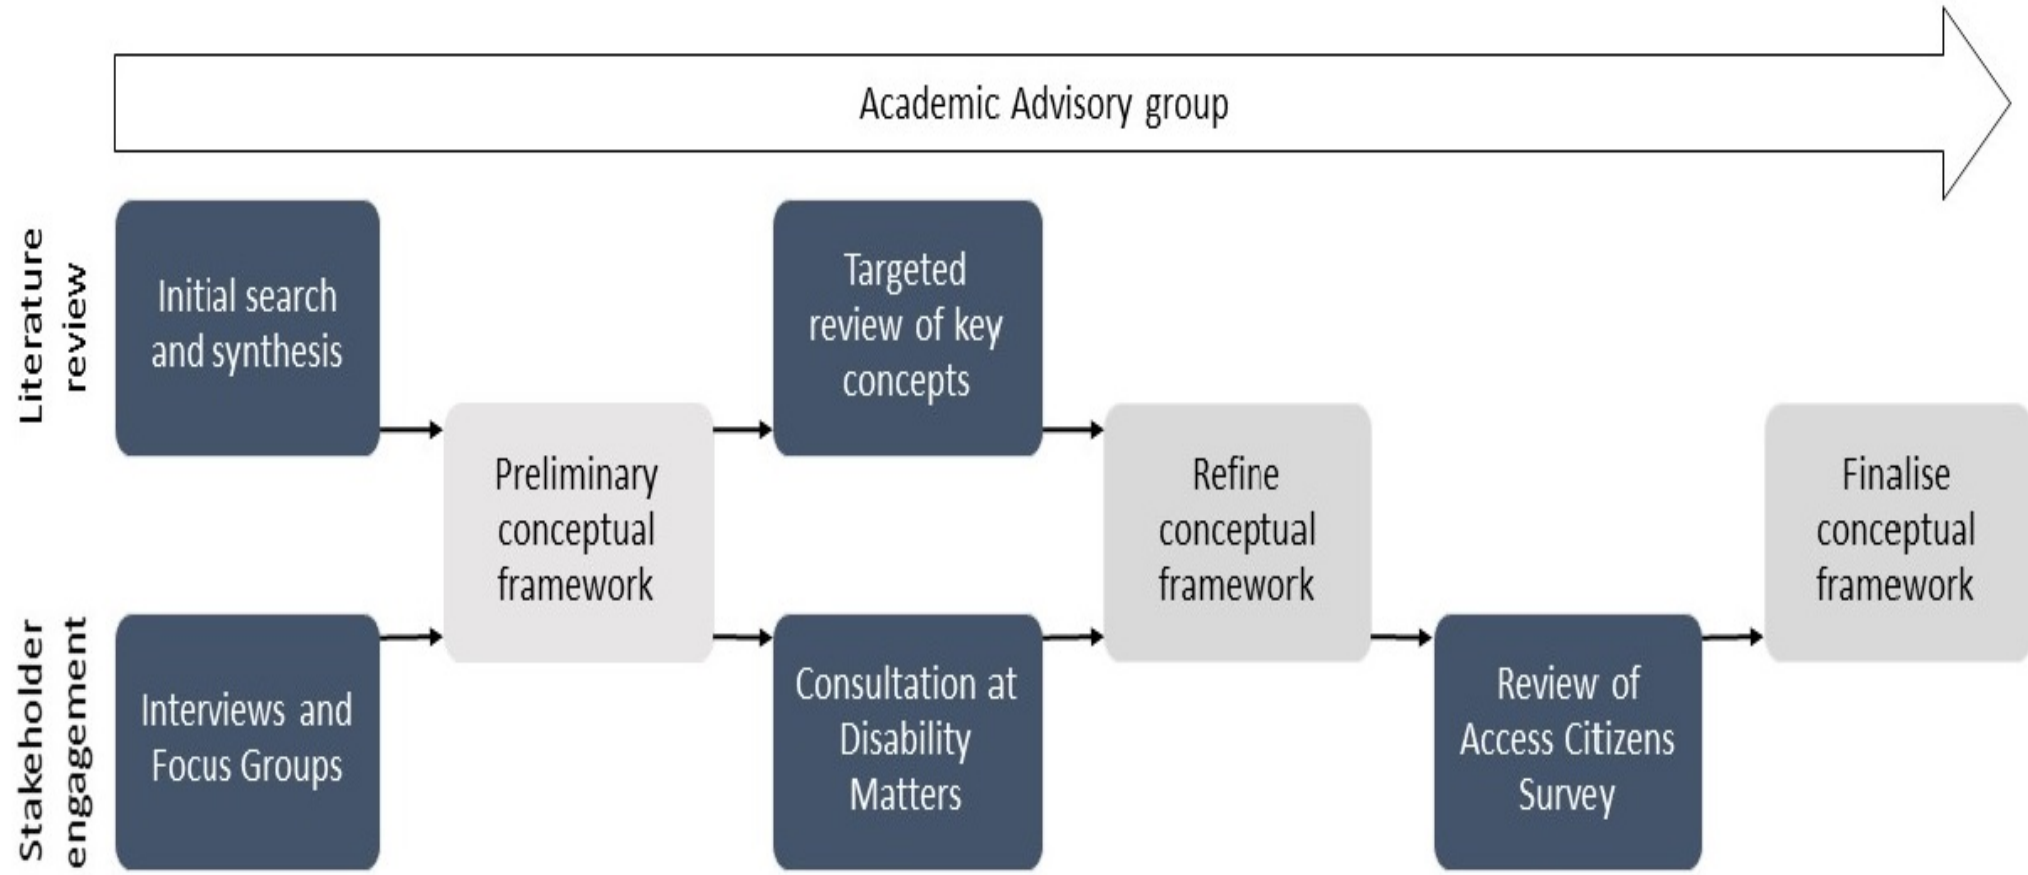 Academic Advisory group
Literature
review
Initial search
and synthesis
Targeted
review of key
concepts
Preliminary
conceptual
framework
Refine
conceptual
framework
Finalise
conceptual
framework
Stakeholder
engagement
Interviews and
Focus Groups
Consultation at
Disability
Matters
Review of
Access Citizens
Survey